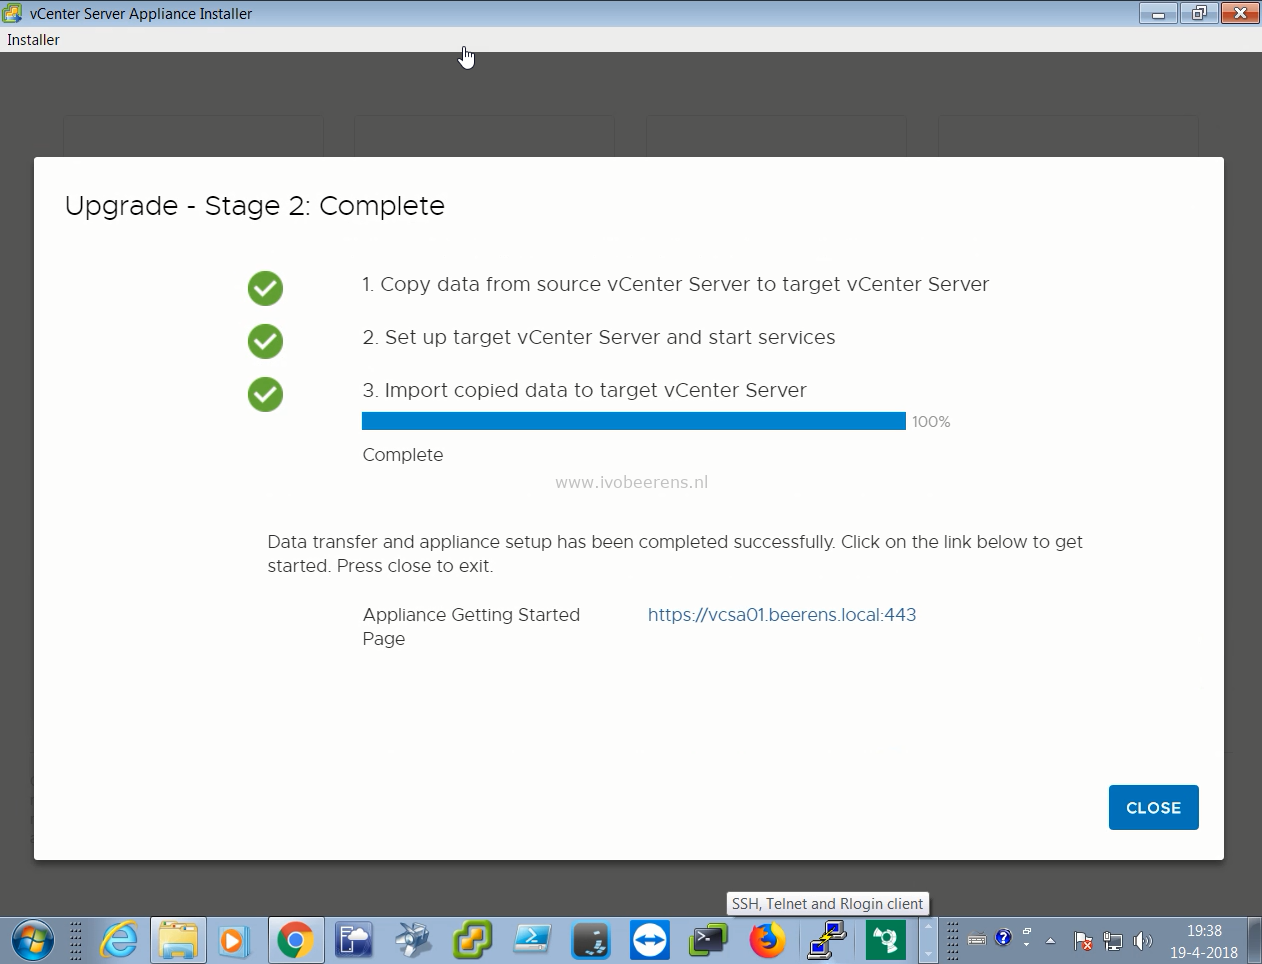 vCenter Server Appliance Installer
Installer
Upgrade - Stage 2: Complete
1. Copy data from source vCenter Server to target vCenter Server
2. Set up target vCenter Server and start services
3. Import copied data to target vCenter Server
100%
Complete
www.ivobeerens.nl
Data transfer and appliance setup has been completed successfully. Click on the link below to get
started. Press close to exit.
Appliance Getting Started
Page
https://vcsa01.beerens.local:443
CLOSE
SSH, Telnet and Rlogin client
19:38
19-4-2018